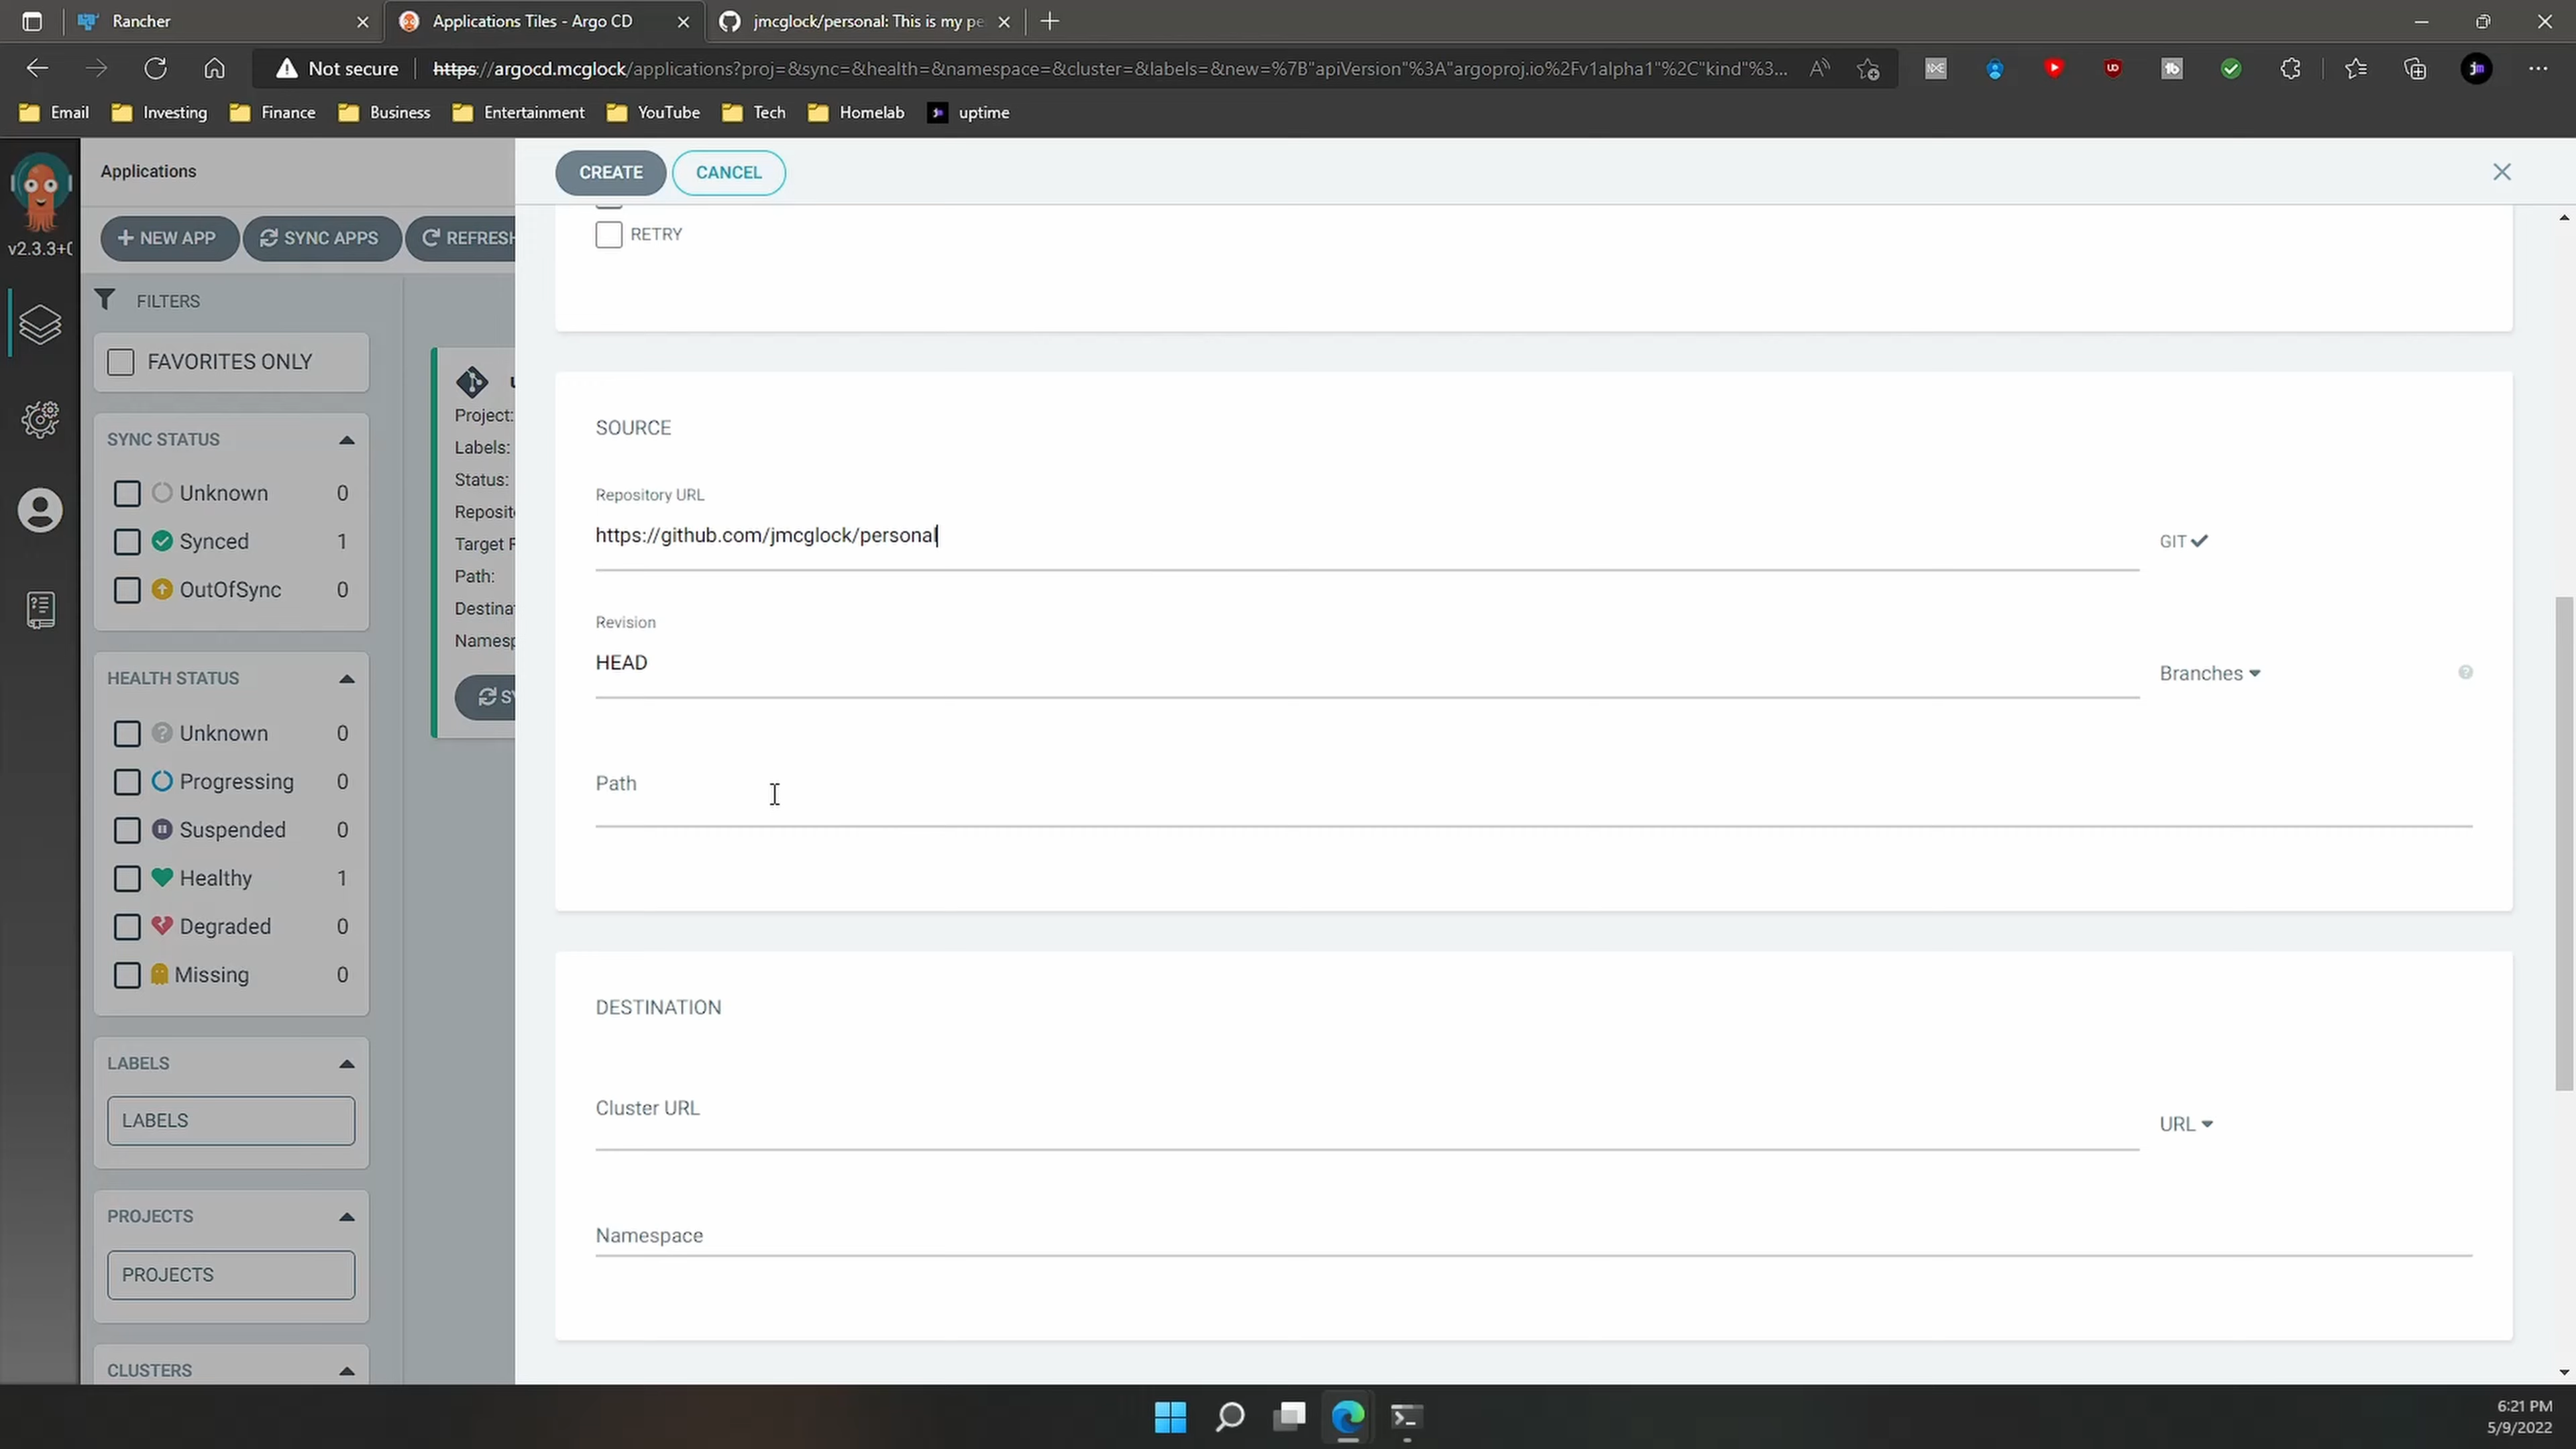 Rancher
Applications Tiles - Argo CD
jmcglock/personal: This is my pe
Not secure
https://argocd.mcglock/applications?proj=&sync=&health=&namespace=&cluster=&labels=&new=%7B"apiVersion"%3A"argoproj.io%2Fv1alpha1"%2C"kind"%3...
Email
Investing
Finance
Business
Entertainment
YouTube
Tech
Homelab
uptime
Applications
CREATE
CANCEL
v2.3.3+(
NEW APP
SYNC APPS
REFRESH
RETRY
FILTERS
FAVORITES ONLY
SYNC STATUS
Unknown 0
Synced 1
OutOfSync 0
HEALTH STATUS
Unknown 0
Progressing 0
Suspended 0
Healthy 1
Degraded 0
Missing 0
LABELS
LABELS
PROJECTS
PROJECTS
CLUSTERS
Project:
Labels:
Status:
Reposit
Target F
Path:
Destina
Namesp
SY
SOURCE
Repository URL
https://github.com/jmcglock/personal
GIT
Revision
HEAD
Branches
Path
DESTINATION
Cluster URL
URL
Namespace
6:21 PM
5/9/2022